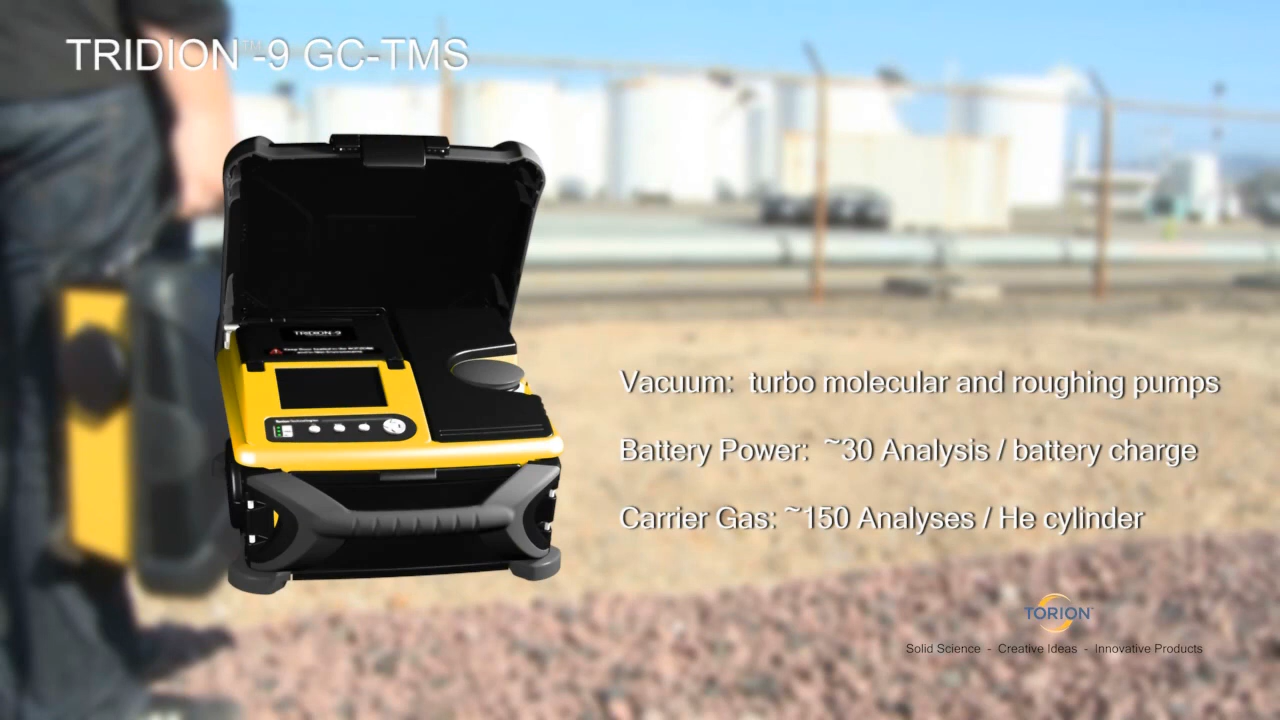 TRIDION™-9 GC-TMS
TRIDION-9
Vacuum: turbo molecular and roughing pumps
Battery Power: ~30 Analysis / battery charge
Carrier Gas: ~150 Analyses / He cylinder
TORION™
Solid Science - Creative Ideas - Innovative Products